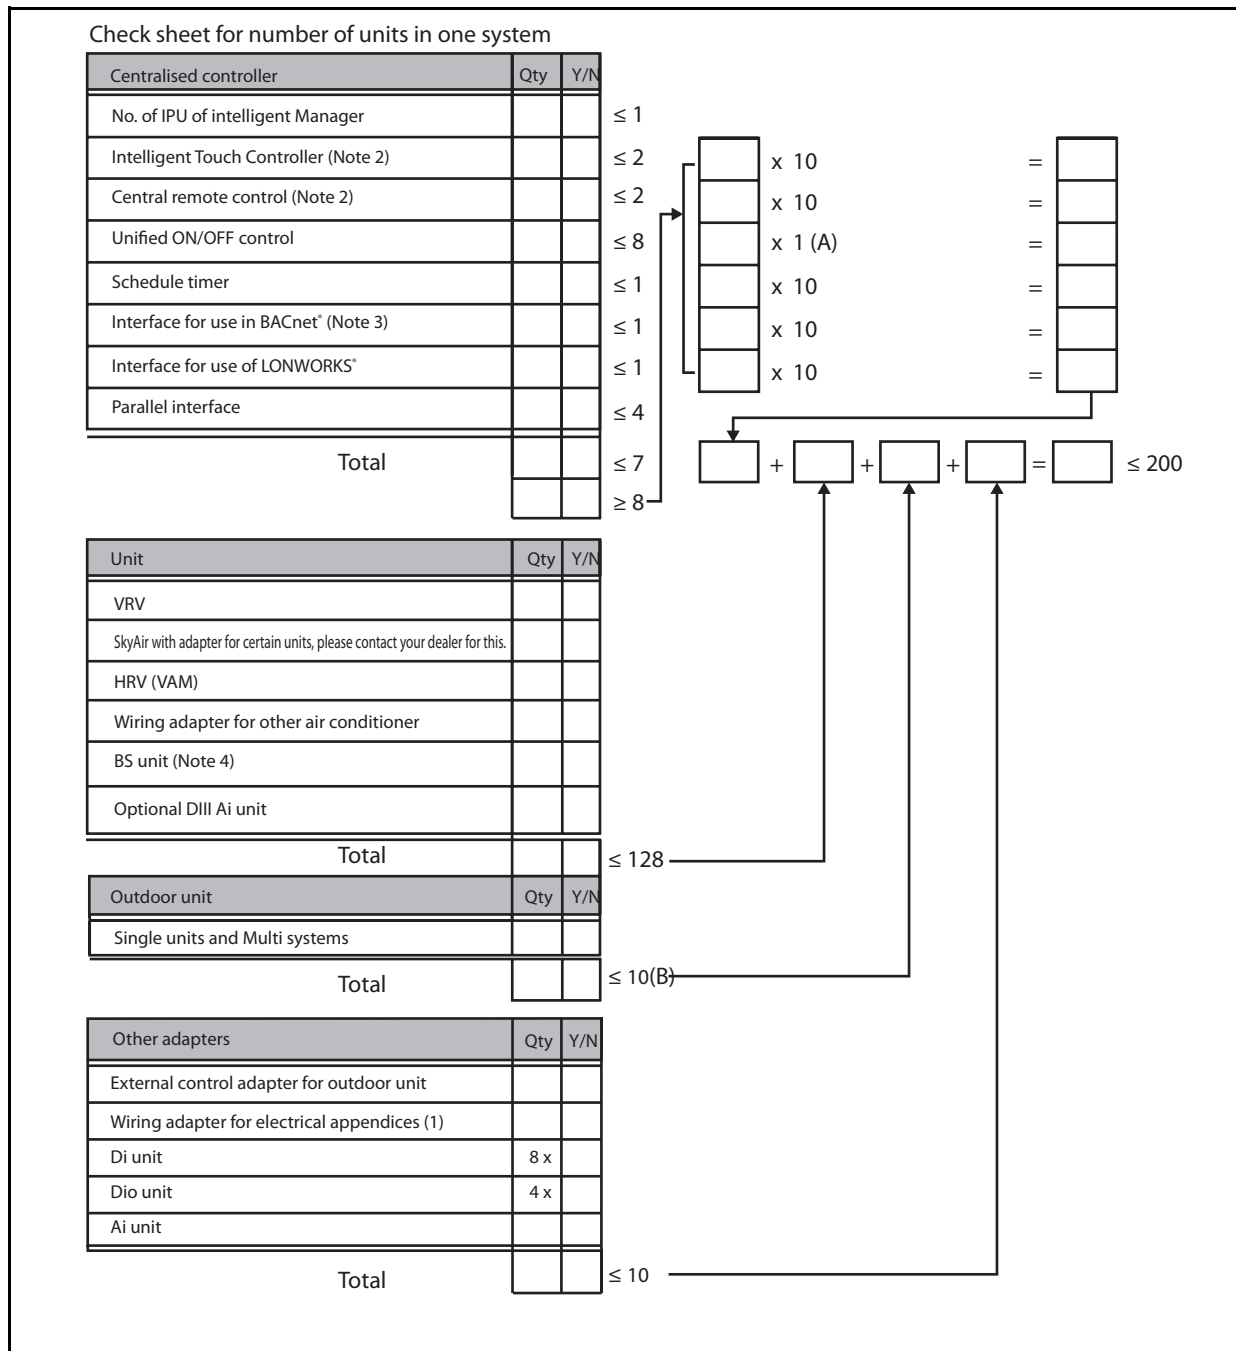 Check sheet for number of units in one system
Centralised controller Qty Y/N
No. of IPU of intelligent Manager ≤ 1
Intelligent Touch Controller (Note 2) ≤ 2
Central remote control (Note 2) ≤ 2
Unified ON/OFF control ≤ 8
Schedule timer ≤ 1
Interface for use in BACnet® (Note 3) ≤ 1
Interface for use of LONWORKS® ≤ 1
Parallel interface ≤ 4
Total ≤ 7
≥ 8
x 10 =
x 10 =
x 1 (A) =
x 10 =
x 10 =
x 10 =
+ + + = ≤ 200
Unit Qty Y/N
VRV
SkyAir with adapter for certain units, please contact your dealer for this.
HRV (VAM)
Wiring adapter for other air conditioner
BS unit (Note 4)
Optional DIII Ai unit
Total ≤ 128
Outdoor unit Qty Y/N
Single units and Multi systems
Total ≤ 10(B)
Other adapters Qty Y/N
External control adapter for outdoor unit
Wiring adapter for electrical appendices (1)
Di unit 8 x
Dio unit 4 x
Ai unit
Total ≤ 10